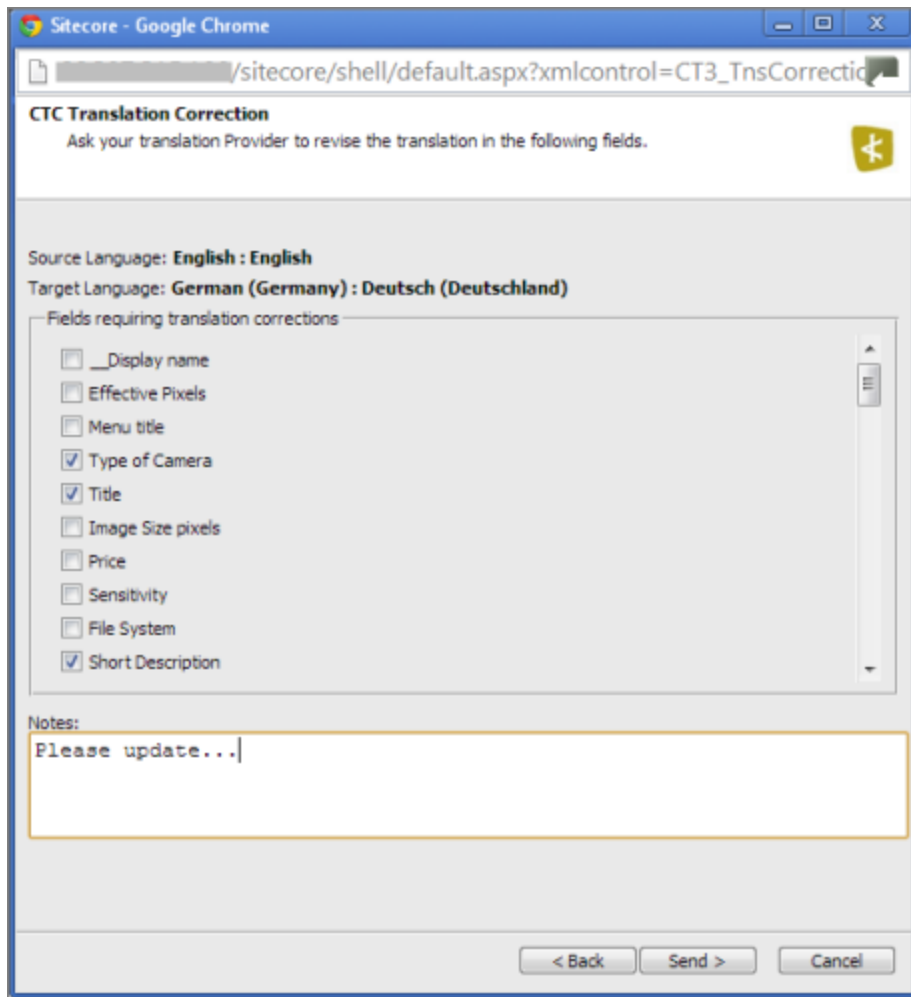 Sitecore - Google Chrome
/sitecore/shell/default.aspx?xmlcontrol=CT3_TnsCorrectio
CTC Translation Correction
Ask your translation Provider to revise the translation in the following fields.
Source Language: English : English
Target Language: German (Germany) : Deutsch (Deutschland)
Fields requiring translation corrections
__Display name
Effective Pixels
Menu title
Type of Camera
Title
Image Size pixels
Price
Sensitivity
File System
Short Description
Notes:
Please update...
< Back Send > Cancel